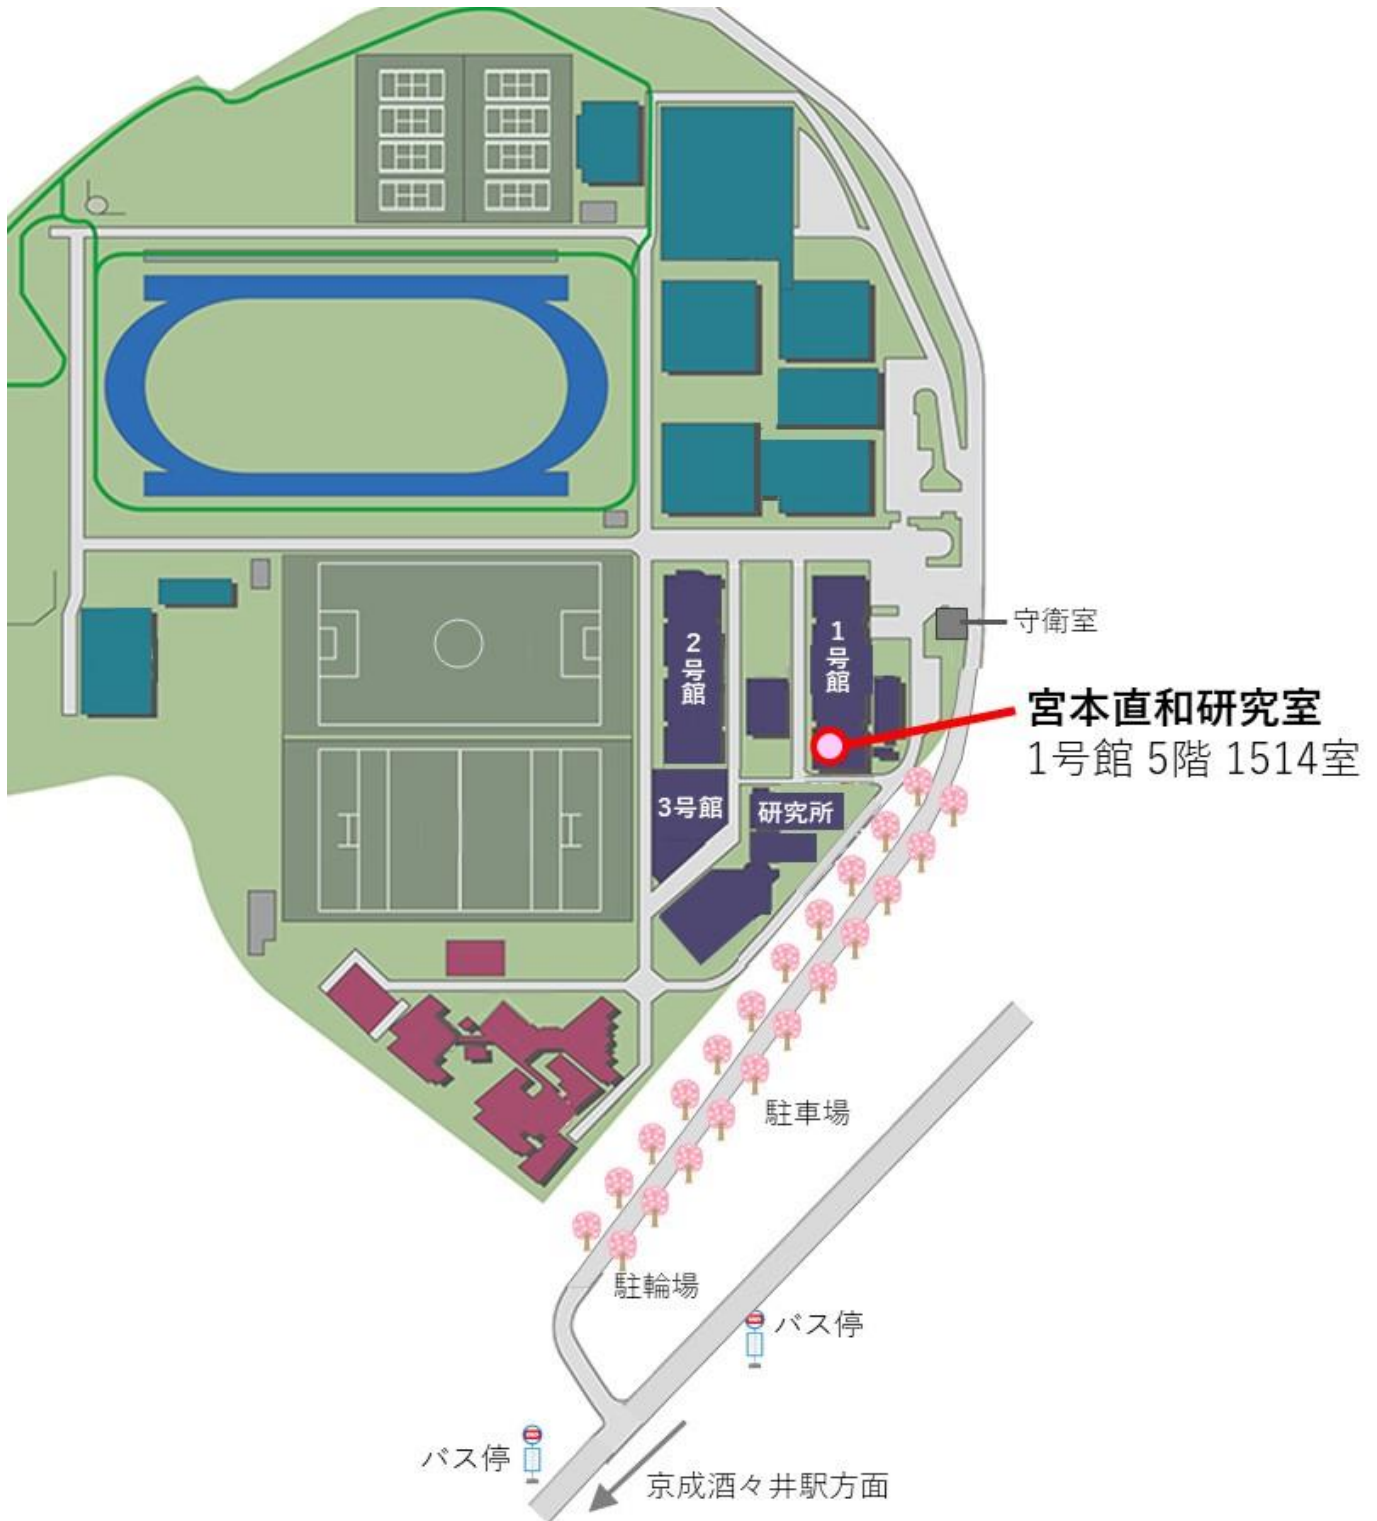 守衛室
2号館
1号館
宮本直和研究室
1号館 5階 1514室
3号館
研究所
駐車場
駐輪場
バス停
バス停
京成酒々井駅方面